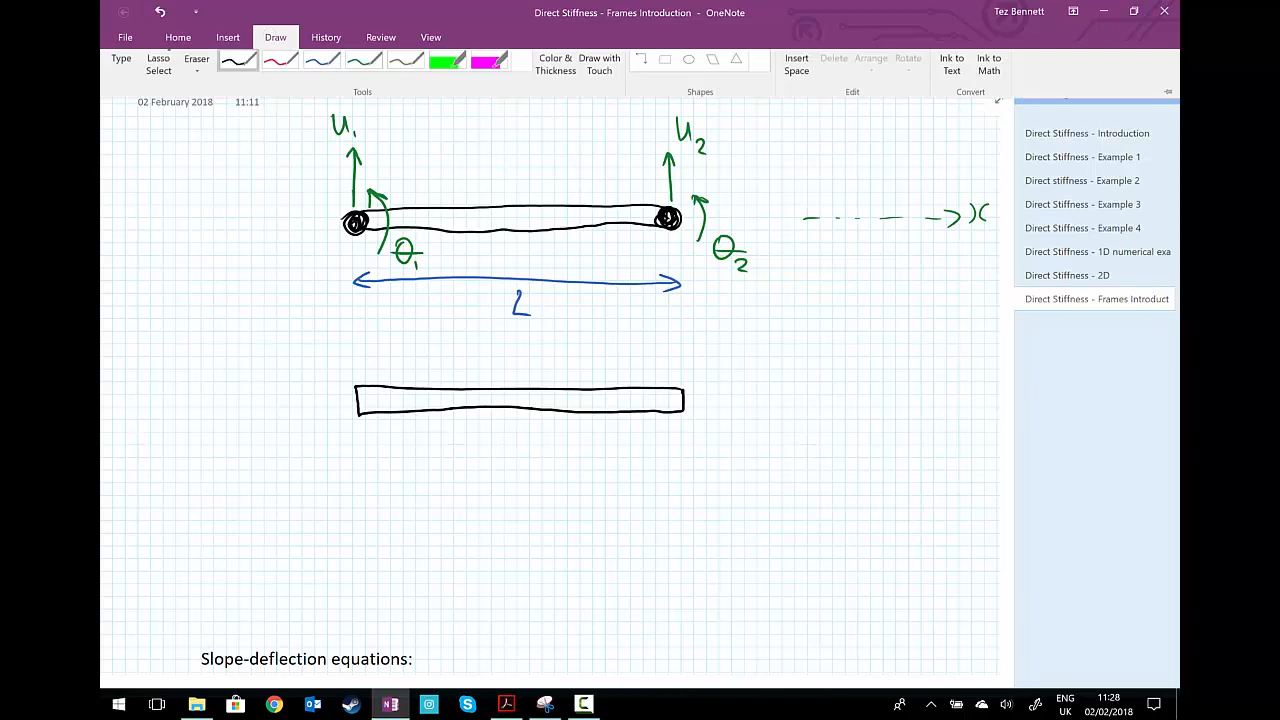 Direct Stiffness - Frames Introduction - OneNote
Tez Bennett
File Home Insert Draw History Review View
Type
Lasso Select
Eraser
Color & Thickness
Draw with Touch
Insert Space
Delete
Arrange
Rotate
Ink to Text
Ink to Math
Tools
Shapes
Edit
Convert
02 February 2018 11:11
U1
U2
θ1
θ2
x
L
Slope-deflection equations:
Direct Stiffness - Introduction
Direct Stiffness - Example 1
Direct stiffness - Example 2
Direct Stiffness - Example 3
Direct Stiffness - Example 4
Direct Stiffness - 1D numerical exa
Direct Stiffness - 2D
Direct Stiffness - Frames Introduct
ENG
UK
11:28
02/02/2018